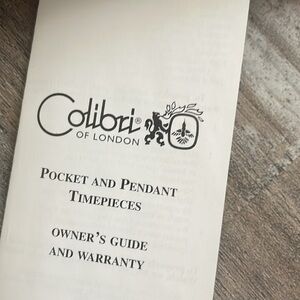 Colibri®
OF LONDON
POCKET AND PENDANT
TIMEPIECES
OWNER'S GUIDE
AND WARRANTY